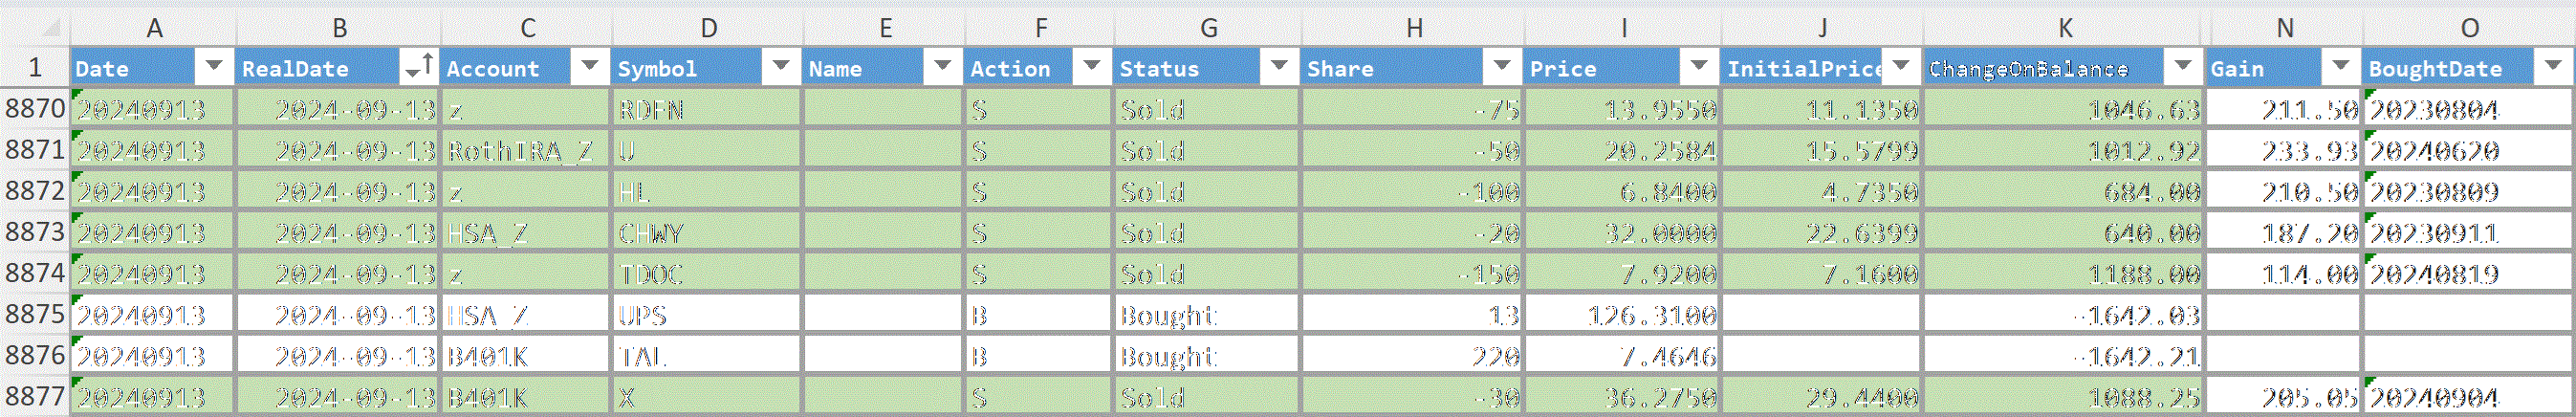 A B C D E F G H I J K N O
1 Date RealDate Account Symbol Name Action Status Share Price InitialPrice ChangeOnBalance Gain BoughtDate
8870 20240913 2024-09-13 z RDFN S Sold -75 13.9550 11.1350 1046.63 211.50 20230804
8871 20240913 2024-09-13 RothIRA_Z U S Sold -50 20.2584 15.5799 1012.92 233.93 20240620
8872 20240913 2024-09-13 z HL S Sold -100 6.8400 4.7350 684.00 210.50 20230809
8873 20240913 2024-09-13 HSA_Z CHWY S Sold -20 32.0000 22.6399 640.00 187.20 20230911
8874 20240913 2024-09-13 z TDOC S Sold -150 7.9200 7.1600 1188.00 114.00 20240819
8875 20240913 2024-09-13 HSA_Z UPS B Bought 13 126.3100 -1642.03
8876 20240913 2024-09-13 B401K TAL B Bought 220 7.4646 -1642.21
8877 20240913 2024-09-13 B401K X S Sold -30 36.2750 29.4400 1088.25 205.05 20240904